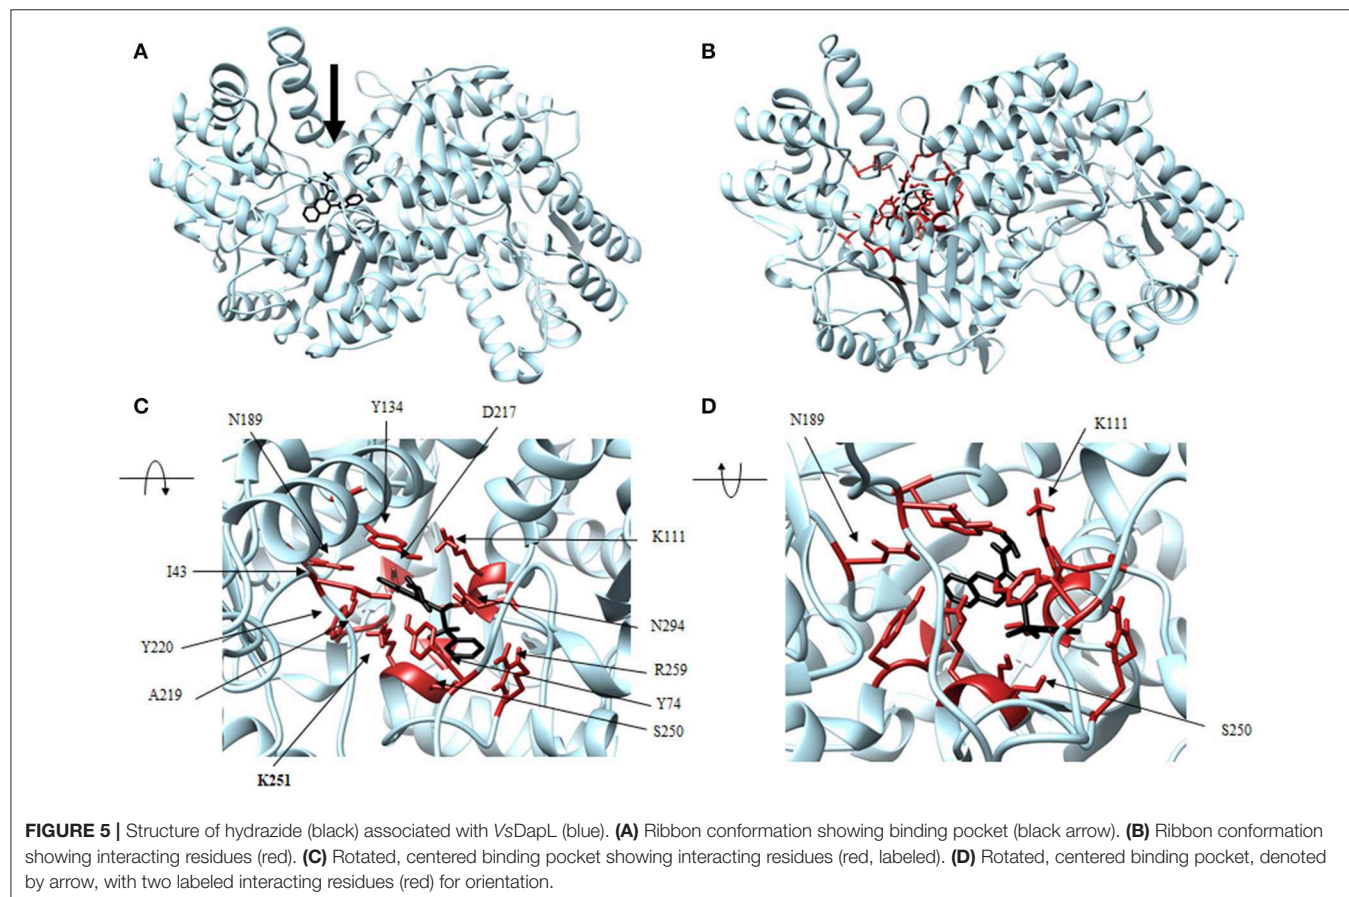 A
B
C
D
N189
Y134
D217
K111
I43
N294
Y220
R259
A219
Y74
S250
K251
N189
K111
S250
FIGURE 5 | Structure of hydrazide (black) associated with VsDapL (blue). (A) Ribbon conformation showing binding pocket (black arrow). (B) Ribbon conformation
showing interacting residues (red). (C) Rotated, centered binding pocket showing interacting residues (red, labeled). (D) Rotated, centered binding pocket, denoted
by arrow, with two labeled interacting residues (red) for orientation.